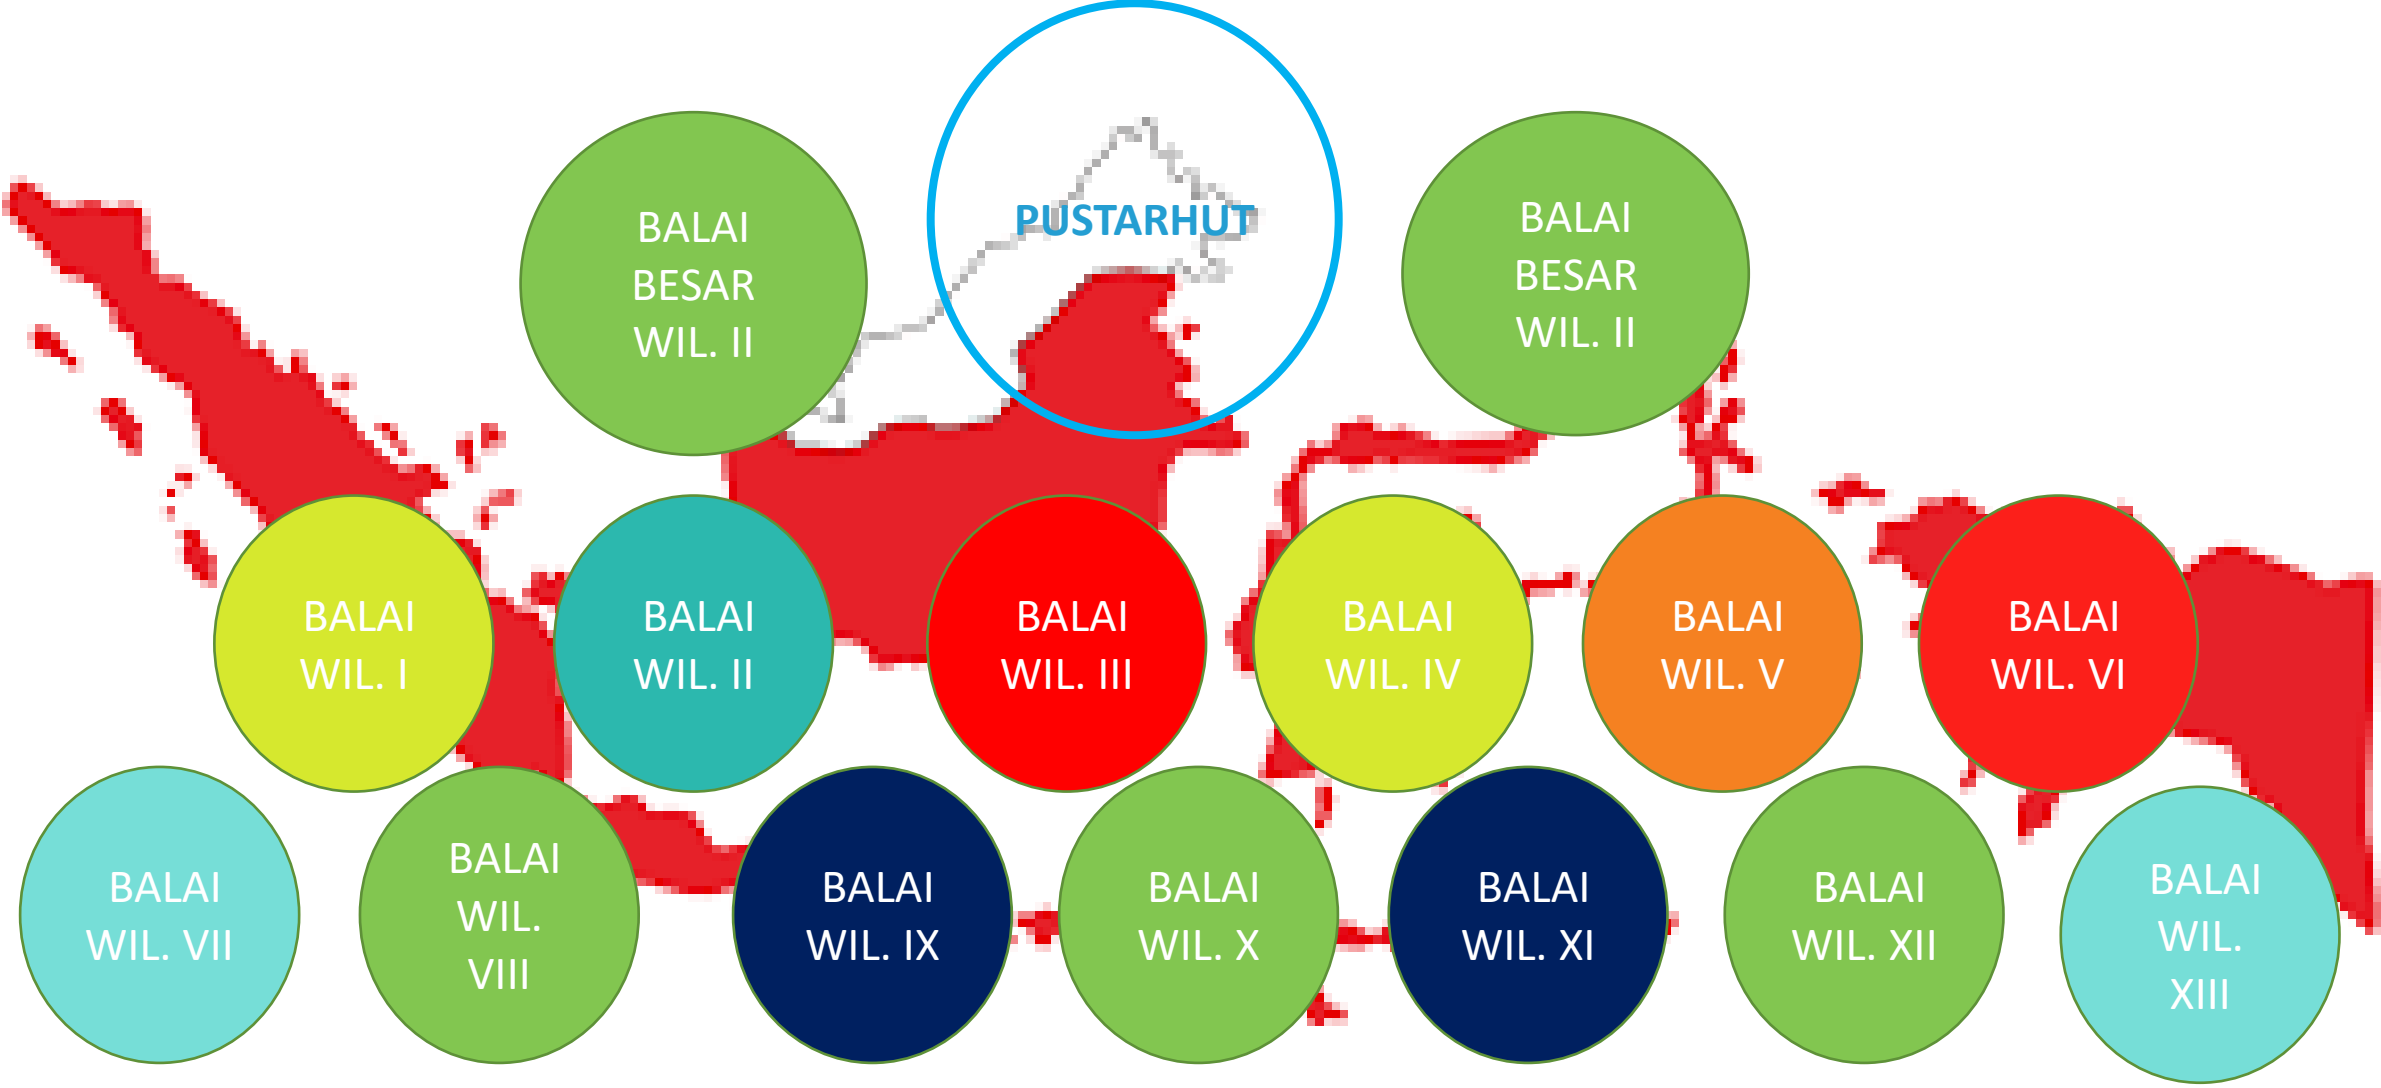 PUSTARHUT
BALAI
BESAR
WIL. II
BALAI
BESAR
WIL. II
BALAI
WIL. I
BALAI
WIL. II
BALAI
WIL. III
BALAI
WIL. IV
BALAI
WIL. V
BALAI
WIL. VI
BALAI
WIL. VII
BALAI
WIL.
VIII
BALAI
WIL. IX
BALAI
WIL. X
BALAI
WIL. XI
BALAI
WIL. XII
BALAI
WIL.
XIII